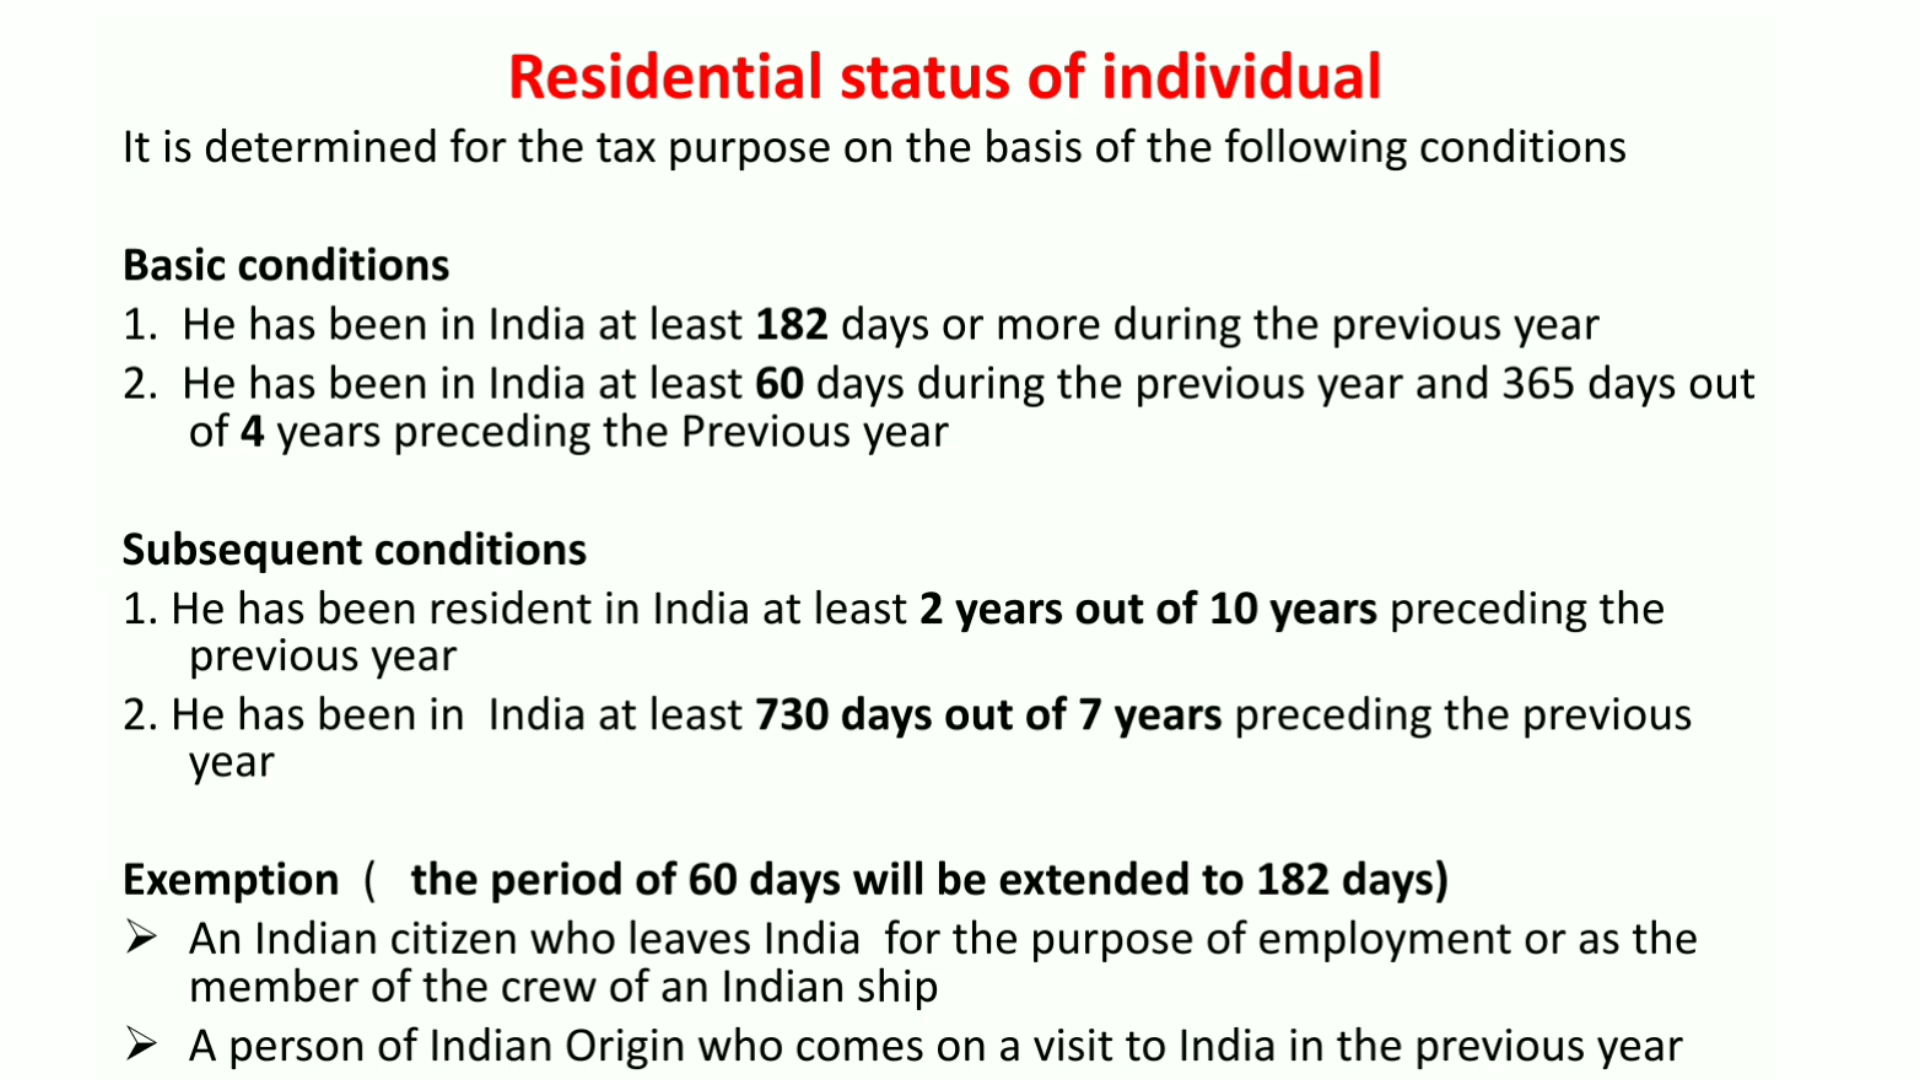 Residential status of individual
It is determined for the tax purpose on the basis of the following conditions
Basic conditions
1. He has been in India at least 182 days or more during the previous year
2. He has been in India at least 60 days during the previous year and 365 days out
of 4 years preceding the Previous year
Subsequent conditions
1. He has been resident in India at least 2 years out of 10 years preceding the
previous year
2. He has been in India at least 730 days out of 7 years preceding the previous
year
Exemption ( the period of 60 days will be extended to 182 days)
➢ An Indian citizen who leaves India for the purpose of employment or as the
member of the crew of an Indian ship
➢ A person of Indian Origin who comes on a visit to India in the previous year